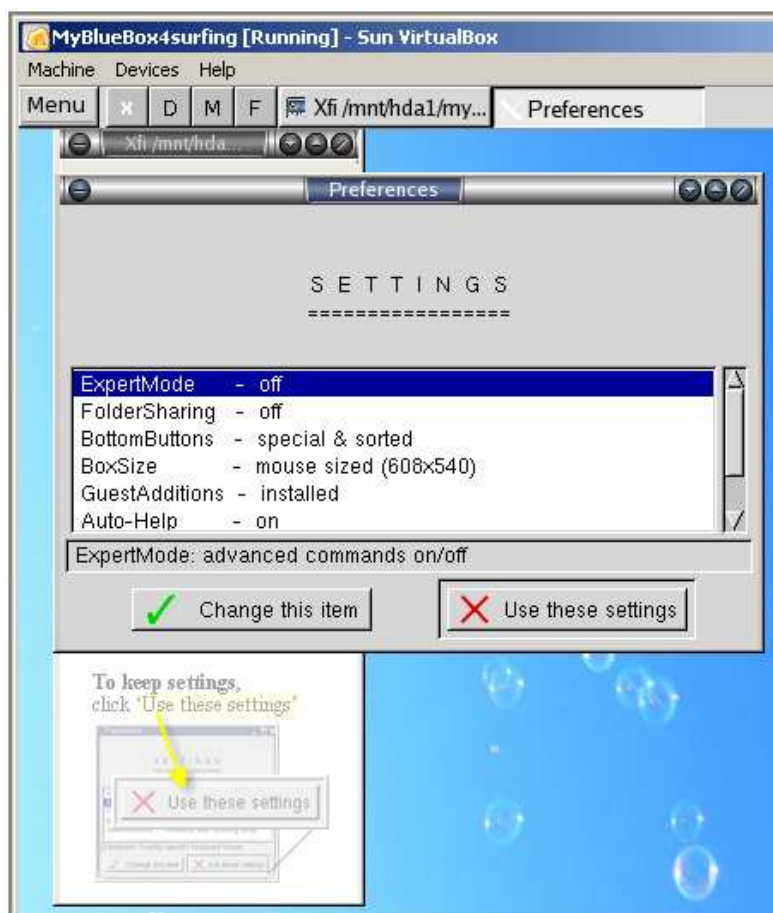 MyBlueBox4surfing [Running] - Sun VirtualBox
Machine Devices Help
Menu X D M F Xfi /mnt/hda1/my... Preferences
Xfi /mnt/hda...
Preferences
S E T T I N G S
=================
ExpertMode - off
FolderSharing - off
BottomButtons - special & sorted
BoxSize - mouse sized (608x540)
GuestAdditions - installed
Auto-Help - on
ExpertMode: advanced commands on/off
Change this item
Use these settings
To keep settings,
click 'Use these settings'
Use these settings